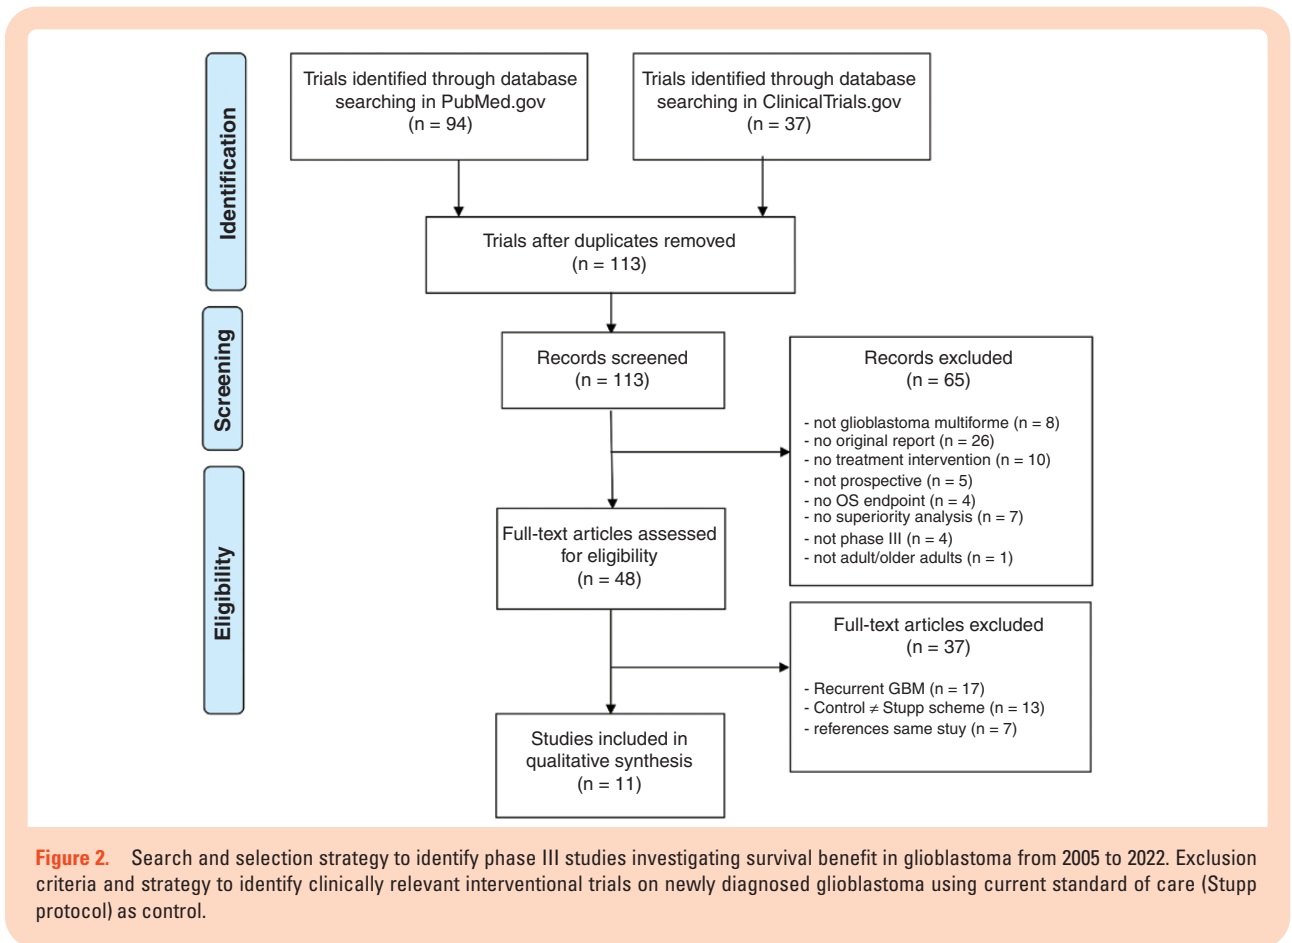 Identification
Trials identified through database
searching in PubMed.gov
(n = 94)
Trials identified through database
searching in ClinicalTrials.gov
(n = 37)
Trials after duplicates removed
(n = 113)
Screening
Records screened
(n = 113)
Records excluded
(n = 65)
- not glioblastoma multiforme (n = 8)
- no original report (n = 26)
- no treatment intervention (n = 10)
- not prospective (n = 5)
- no OS endpoint (n = 4)
- no superiority analysis (n = 7)
- not phase III (n = 4)
- not adult/older adults (n = 1)
Eligibility
Full-text articles assessed
for eligibility
(n = 48)
Full-text articles excluded
(n = 37)
- Recurrent GBM (n = 17)
- Control ≠ Stupp scheme (n = 13)
- references same stuy (n = 7)
Studies included in
qualitative synthesis
(n = 11)
Figure 2. Search and selection strategy to identify phase III studies investigating survival benefit in glioblastoma from 2005 to 2022. Exclusion
criteria and strategy to identify clinically relevant interventional trials on newly diagnosed glioblastoma using current standard of care (Stupp
protocol) as control.